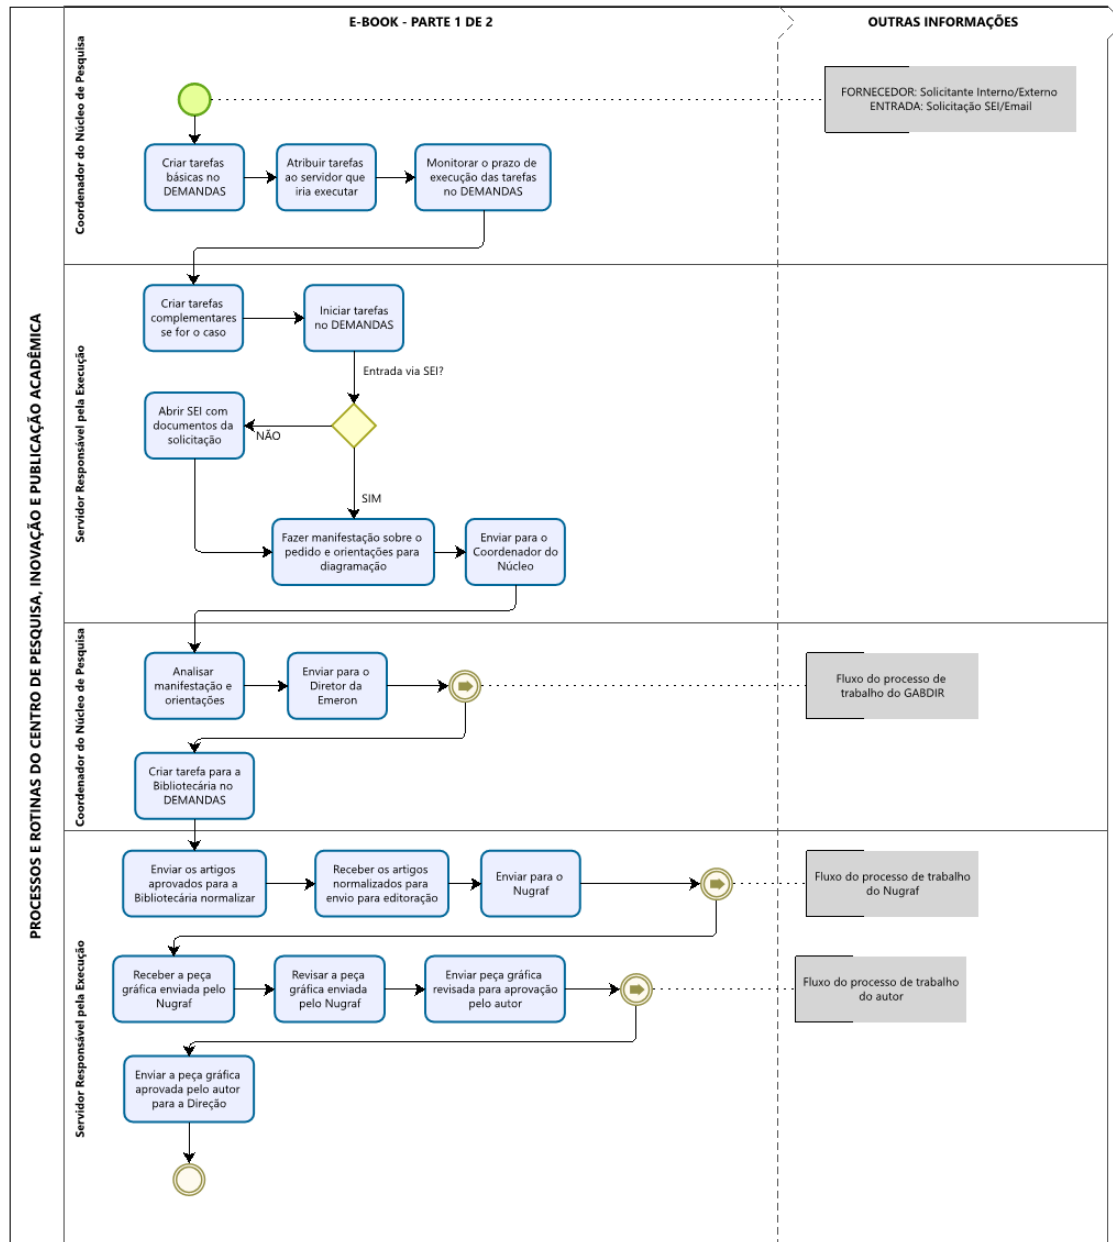 E-BOOK - PARTE 1 DE 2
OUTRAS INFORMAÇÕES
PROCESSOS E ROTINAS DO CENTRO DE PESQUISA, INOVAÇÃO E PUBLICAÇÃO ACADÊMICA
Coordenador do Núcleo de Pesquisa
FORNECEDOR: Solicitante Interno/Externo
ENTRADA: Solicitação SEI/Email
Criar tarefas
básicas no
DEMANDAS
Atribuir tarefas
ao servidor que
iria executar
Monitorar o prazo de
execução das tarefas
no DEMANDAS
Servidor Responsável pela Execução
Criar tarefas
complementares
se for o caso
Iniciar tarefas
no DEMANDAS
Entrada via SEI?
Abrir SEI com
documentos da
solicitação
NÃO
SIM
Fazer manifestação sobre o
pedido e orientações para
diagramação
Enviar para o
Coordenador do
Núcleo
Coordenador do Núcleo de Pesquisa
Analisar
manifestação e
orientações
Enviar para o
Diretor da
Emeron
Fluxo do processo de
trabalho do GABDIR
Criar tarefa para a
Bibliotecária no
DEMANDAS
Servidor Responsável pela Execução
Enviar os artigos
aprovados para a
Bibliotecária normalizar
Receber os artigos
normalizados para
envio para editoração
Enviar para o
Nugraf
Fluxo do processo de trabalho
do Nugraf
Receber a peça
gráfica enviada pelo
Nugraf
Revisar a peça
gráfica enviada
pelo Nugraf
Enviar peça gráfica
revisada para aprovação
pelo autor
Fluxo do processo de trabalho
do autor
Enviar a peça gráfica
aprovada pelo autor
para a Direção